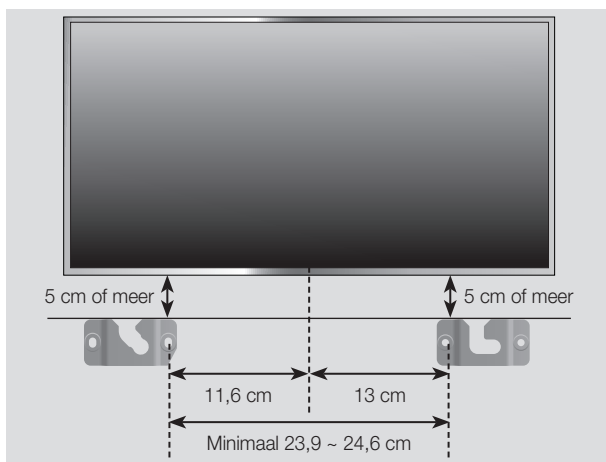 5 cm of meer
5 cm of meer
11,6 cm
13 cm
Minimaal 23,9 ~ 24,6 cm